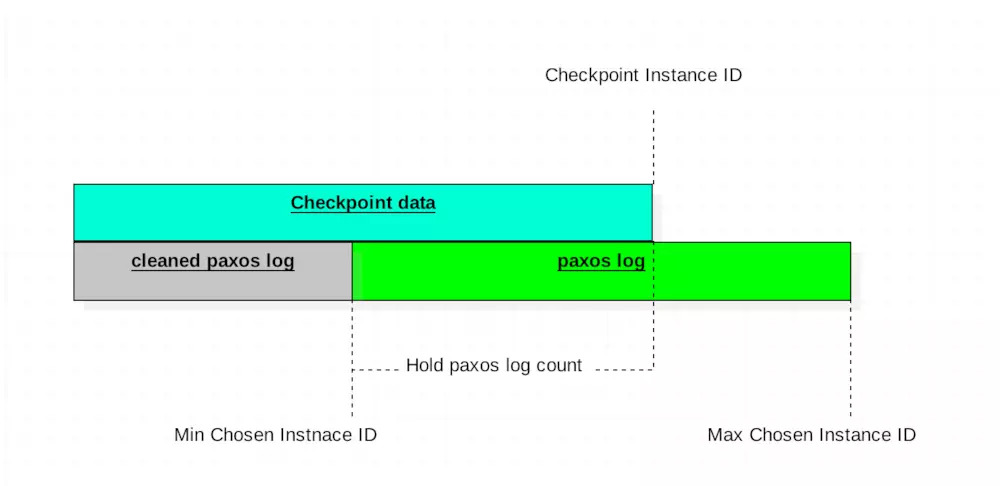 Checkpoint Instance ID
Checkpoint data
cleaned paxos log
paxos log
Hold paxos log count
Min Chosen Instnace ID
Max Chosen Instance ID